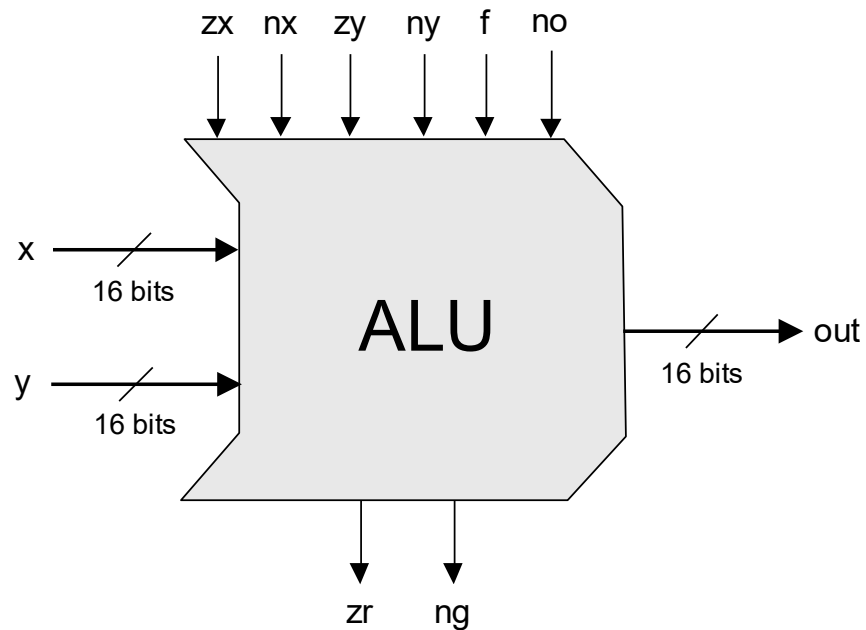 zx nx zy ny f no
x
16 bits
ALU
out
16 bits
y
16 bits
zr ng